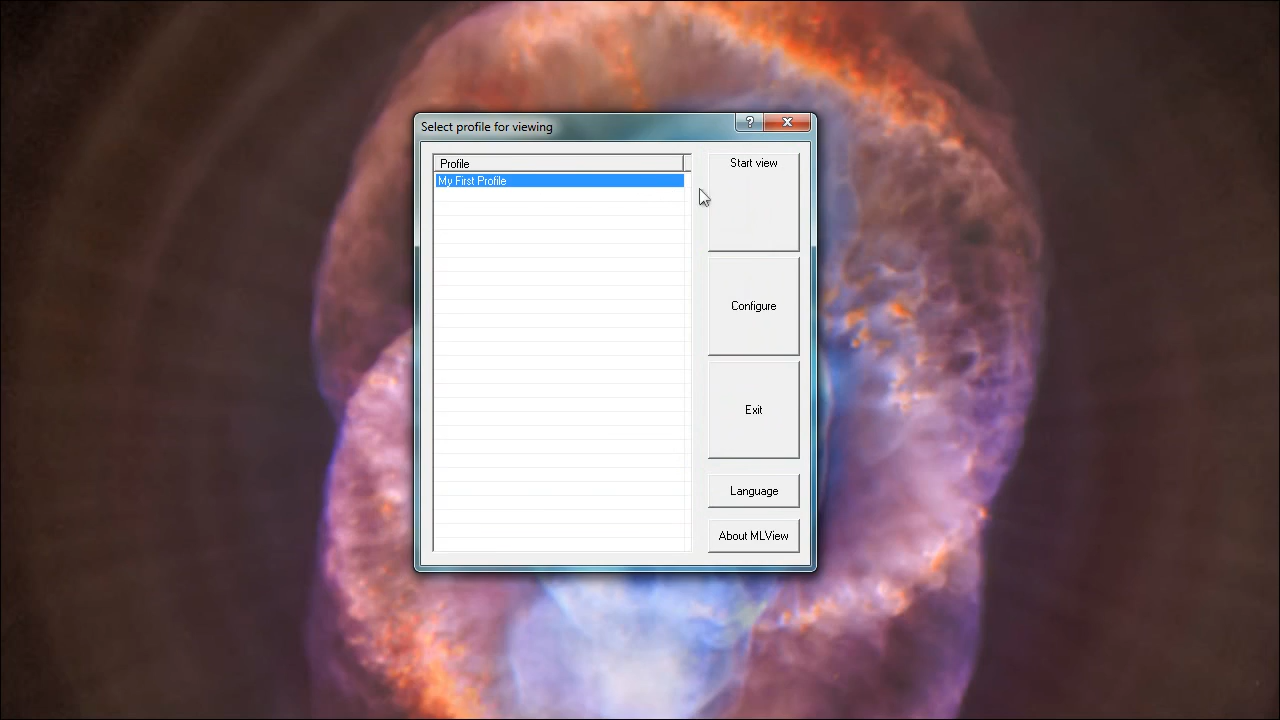 Select profile for viewing
?
Profile
Start view
My First Profile
Configure
Exit
Language
About MLView